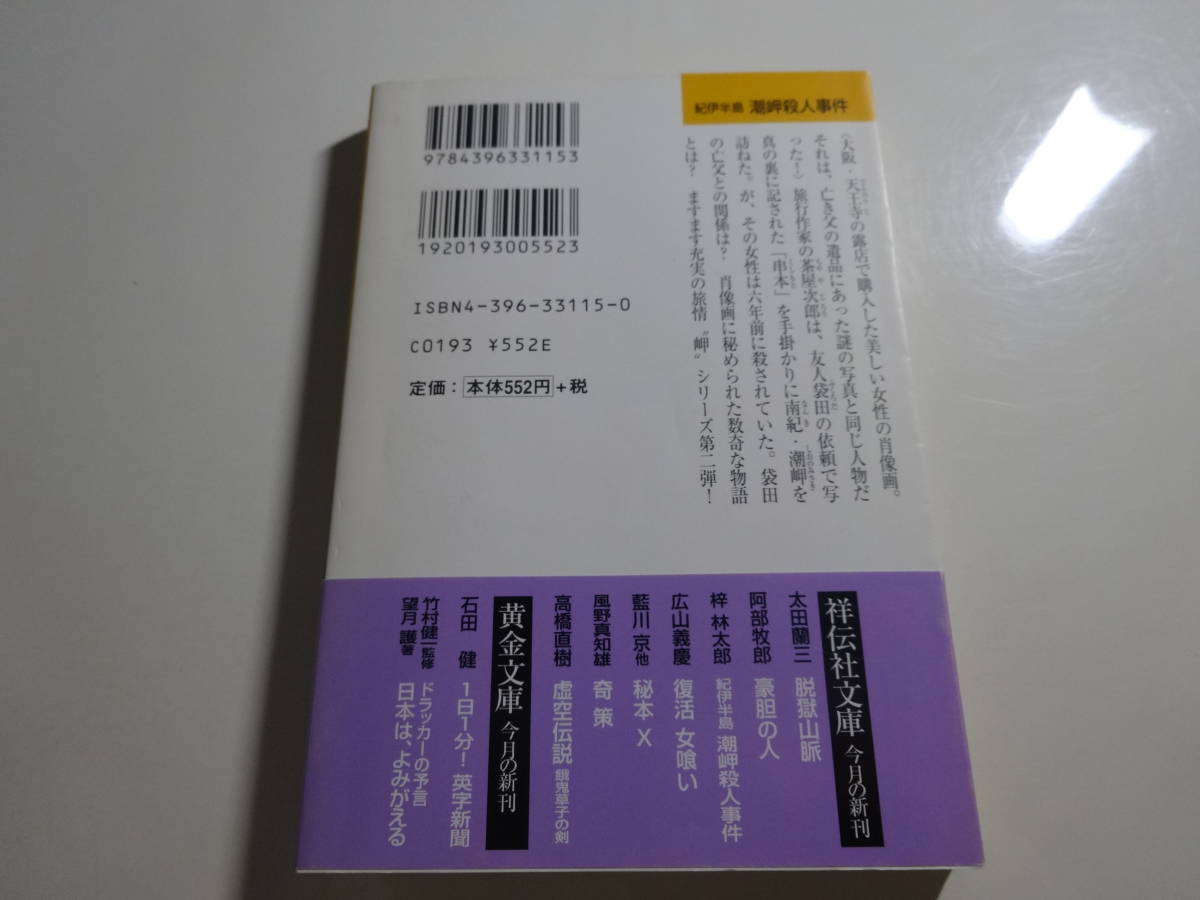 紀伊半島 潮岬殺人事件
〈大阪・天王寺の露店で購入した美しい女性の肖像画。
それは、亡き父の遺品にあった謎の写真と同じ人物だ
った！〉旅行作家の茶屋次郎は、友人袋田の依頼で写
真の裏に記された「串本」を手掛かりに南紀・潮岬を
訪ねた。が、その女性は六年前に殺されていた。袋田
の亡父との関係は？ 肖像画に秘められた数奇な物語
とは？ ますます充実の旅情〝岬〟シリーズ第二弾！
9784396331153
1920193005523
ISBN4-396-33115-0
C0193 ¥552E
定価：本体552円+税
祥伝社文庫 今月の新刊
太田蘭三 脱獄山脈
阿部牧郎 豪胆の人
梓 林太郎 紀伊半島 潮岬殺人事件
広山義慶 復活 女喰い
藍川 京他 秘本 X
風野真知雄 奇策
高橋直樹 虚空伝説 餓鬼草子の剣
黄金文庫 今月の新刊
石田 健 1日1分！ 英字新聞
竹村健一監修 ドラッカーの予言
望月 護著 日本は、よみがえる